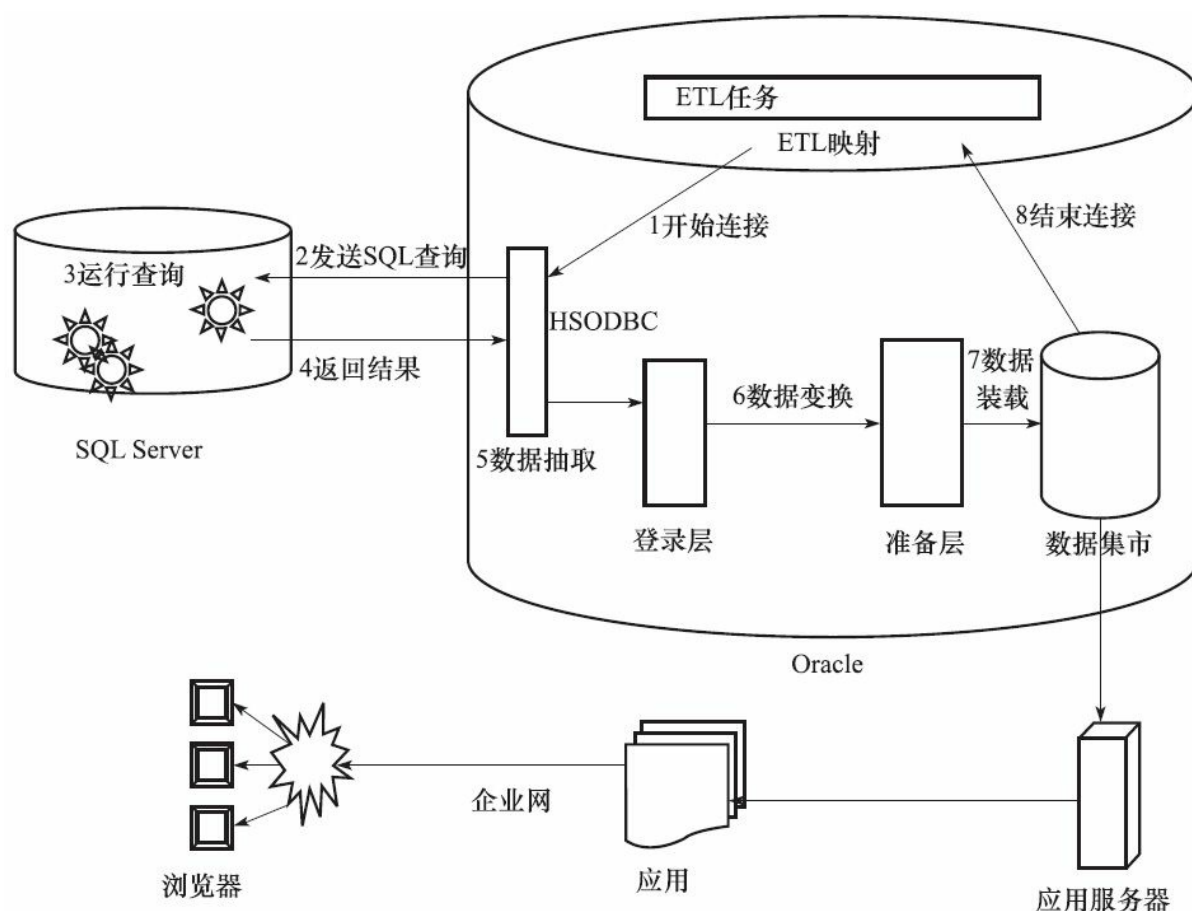 ETL任务
ETL映射
1开始连接
8结束连接
2发送SQL查询
3运行查询
HSODBC
4返回结果
7数据
装载
6数据变换
5数据抽取
SQL Server
登录层
准备层
数据集市
Oracle
企业网
浏览器
应用
应用服务器